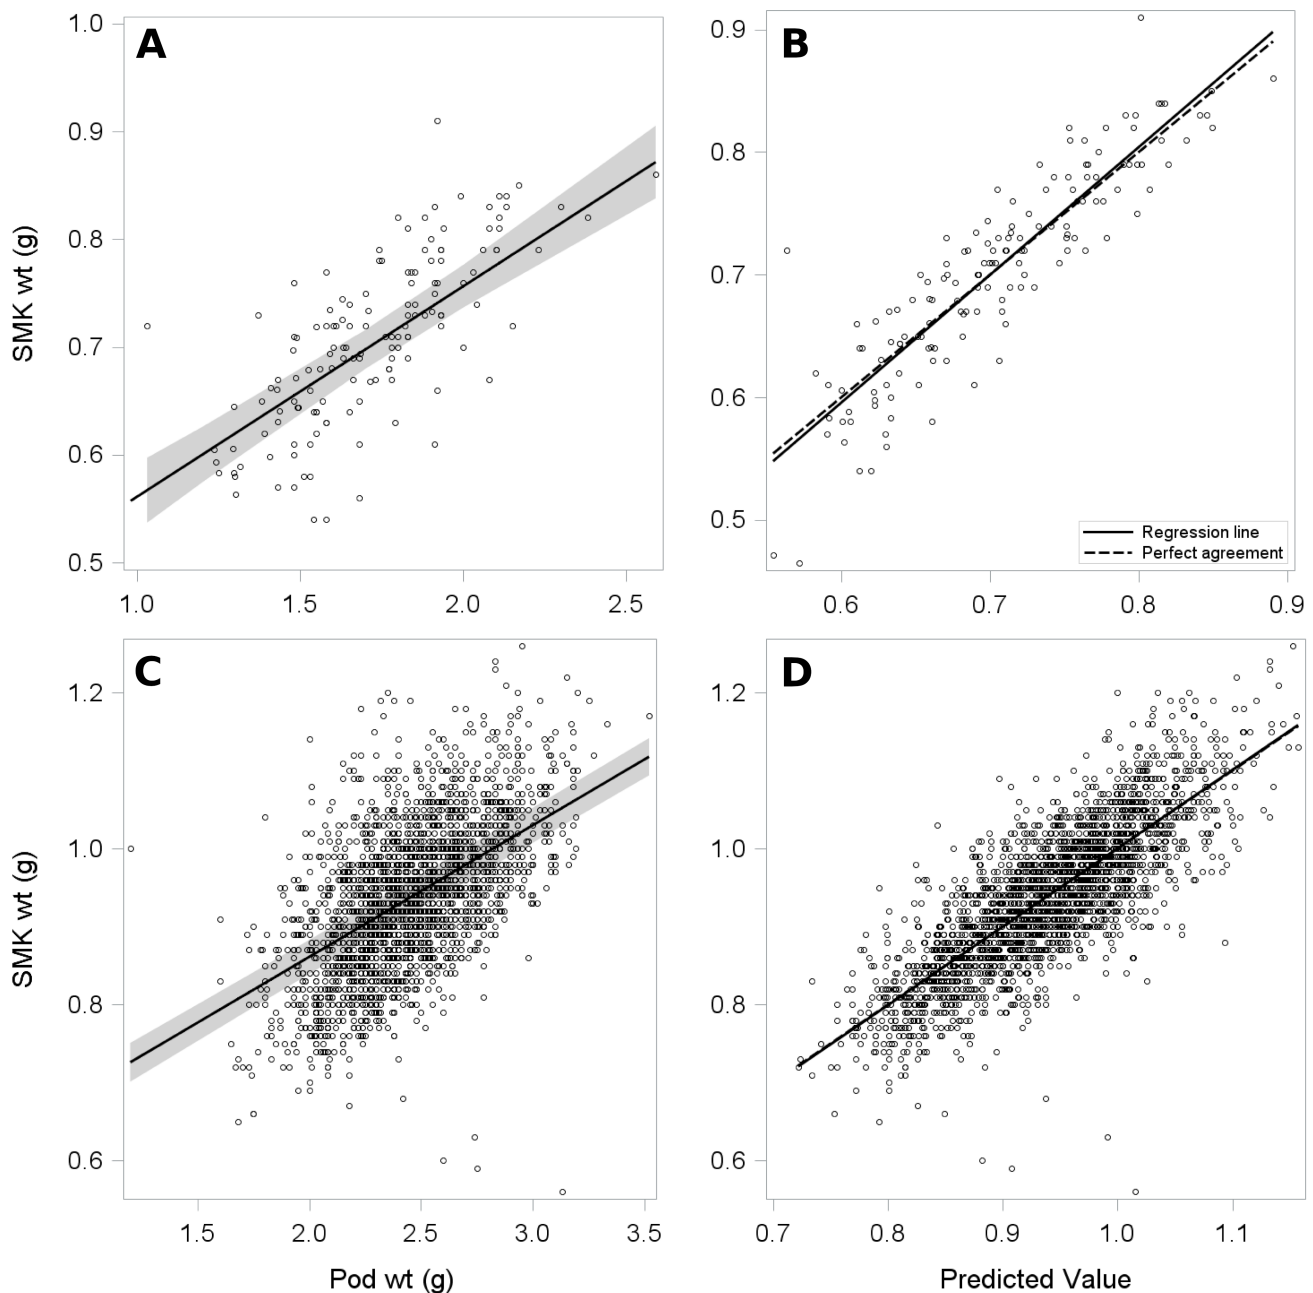 A
1.0
0.9
0.8
0.7
0.6
0.5
SMK wt (g)
1.0 1.5 2.0 2.5
B
0.9
0.8
0.7
0.6
0.5
Regression line
Perfect agreement
0.6 0.7 0.8 0.9
C
1.2
1.0
0.8
0.6
SMK wt (g)
1.5 2.0 2.5 3.0 3.5
Pod wt (g)
D
1.2
1.0
0.8
0.6
0.7 0.8 0.9 1.0 1.1
Predicted Value